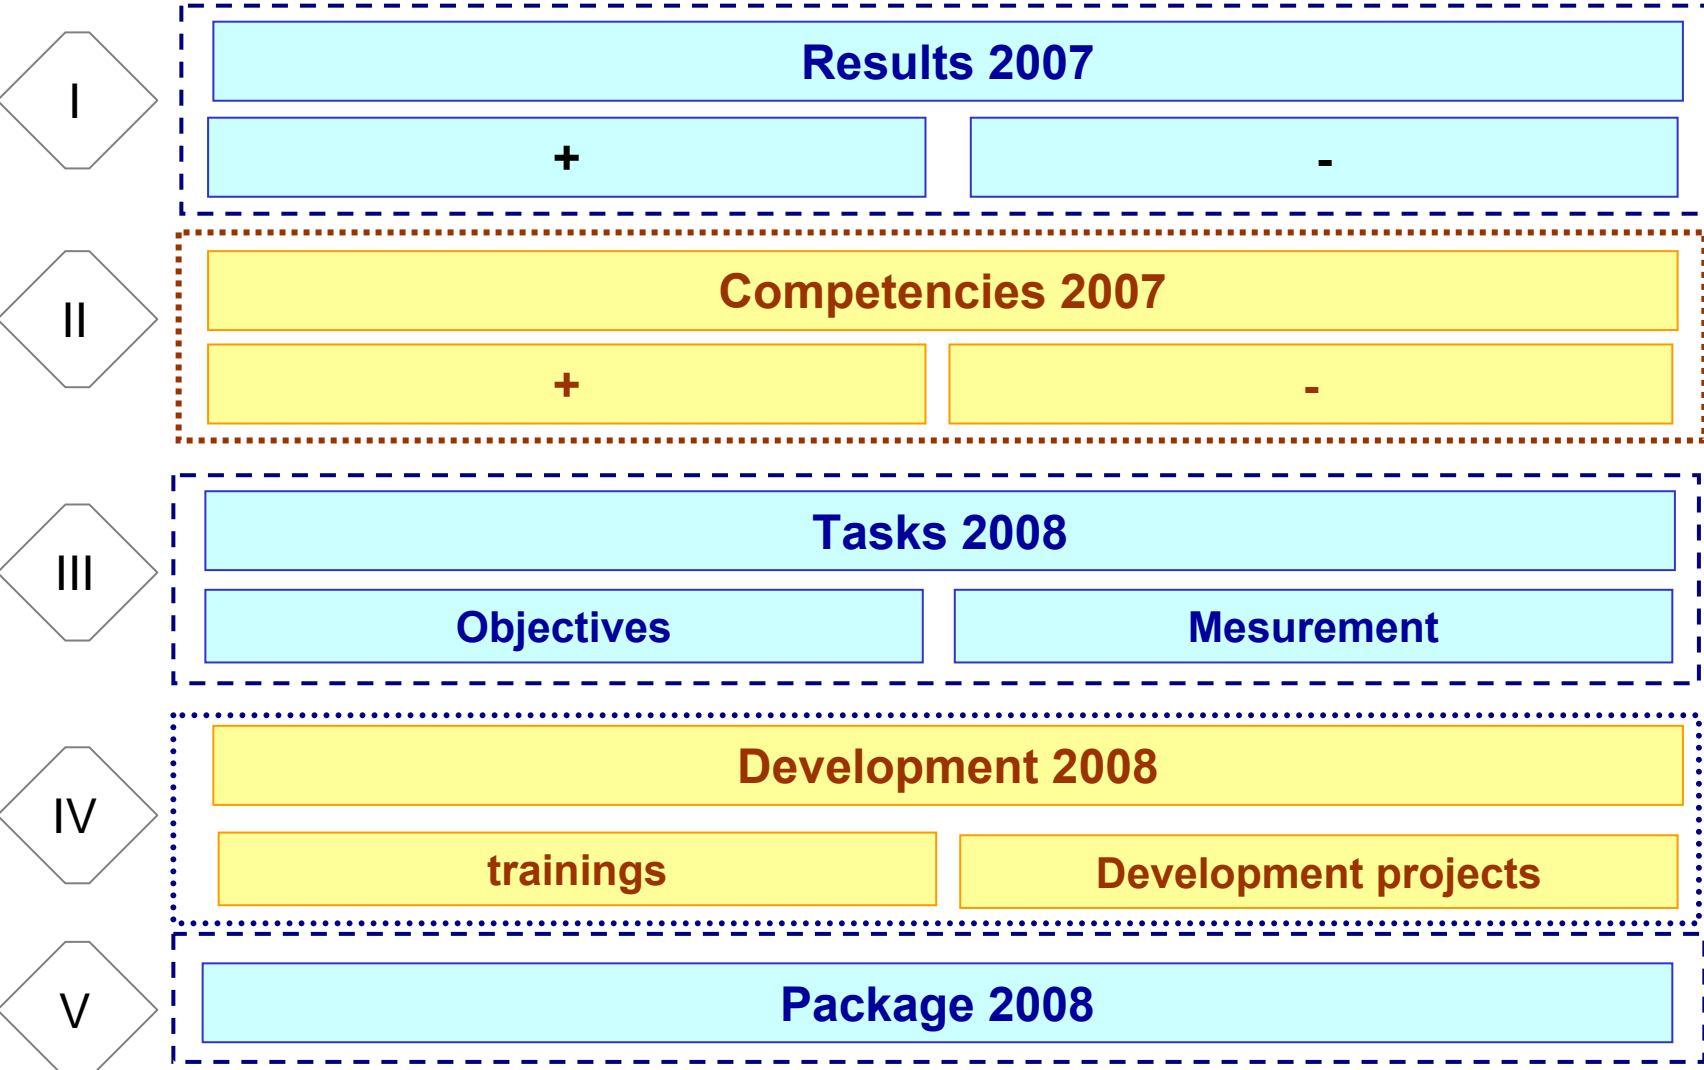 I
Results 2007
+ -
II
Competencies 2007
+ -
III
Tasks 2008
Objectives Mesurement
IV
Development 2008
trainings Development projects
V
Package 2008